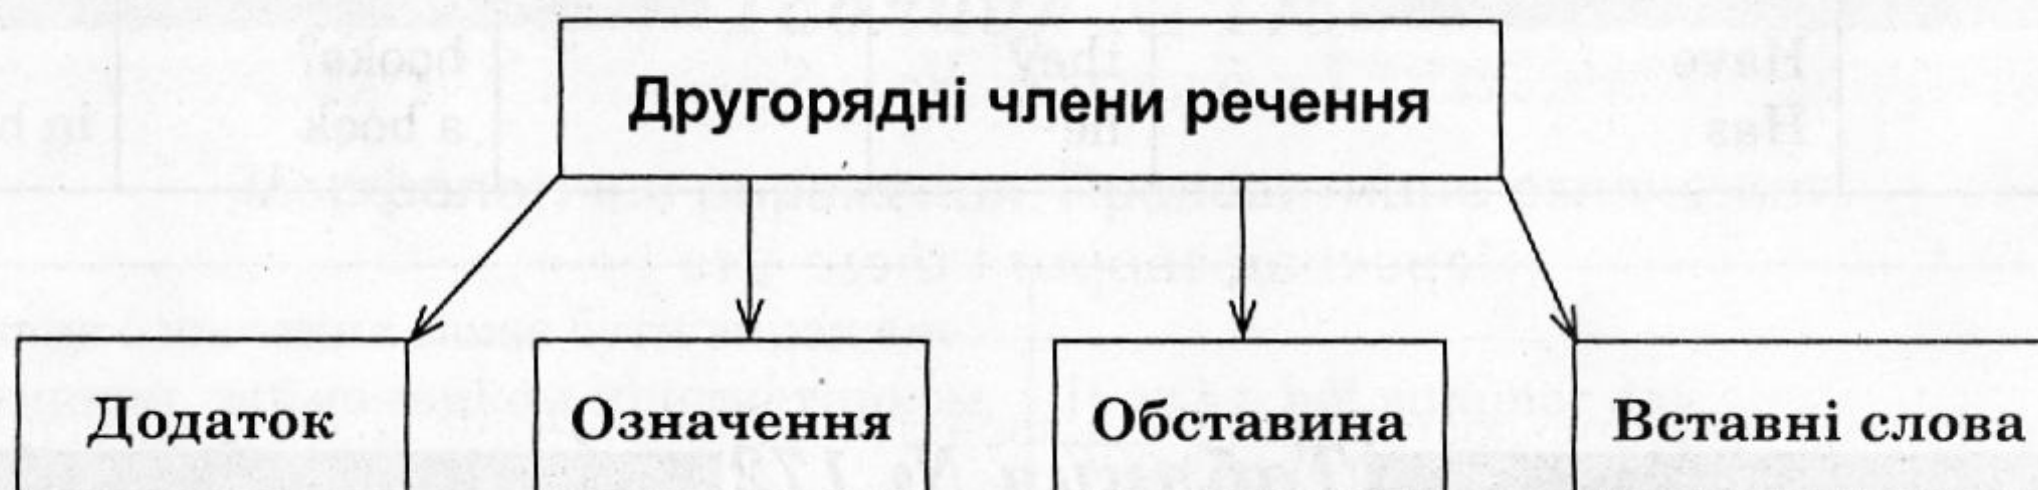 Другорядні члени речення
Додаток
Означення
Обставина
Вставні слова